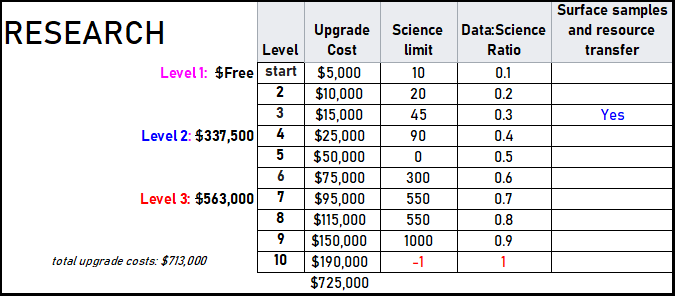 RESEARCH
Level Upgrade Cost Science limit Data:Science Ratio Surface samples and resource transfer
Level 1: $Free start $5,000 10 0.1
2 $10,000 20 0.2
3 $15,000 45 0.3 Yes
Level 2: $337,500 4 $25,000 90 0.4
5 $50,000 0 0.5
6 $75,000 300 0.6
Level 3: $563,000 7 $95,000 550 0.7
8 $115,000 550 0.8
9 $150,000 1000 0.9
total upgrade costs: $713,000 10 $190,000 -1 1
$725,000